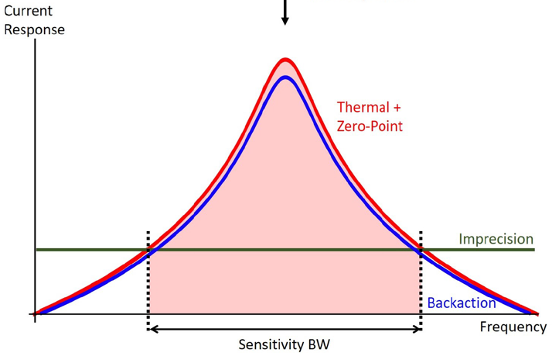 Current
Response
Thermal +
Zero-Point
Imprecision
Backaction
Frequency
Sensitivity BW